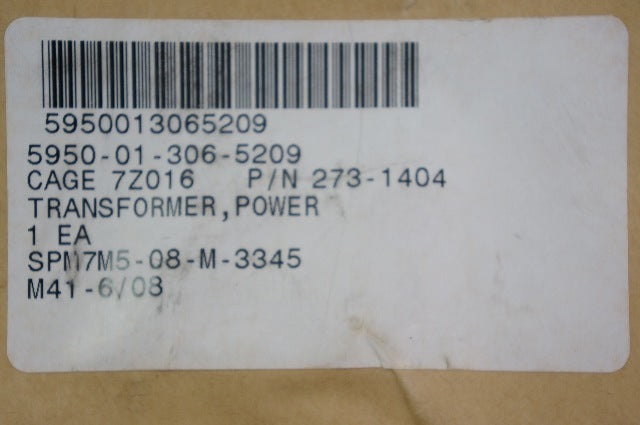 5950013065209
5950-01-306-5209
CAGE 7Z016 P/N 273-1404
TRANSFORMER,POWER
1 EA
SPM7M5-08-M-3345
M41-6/08